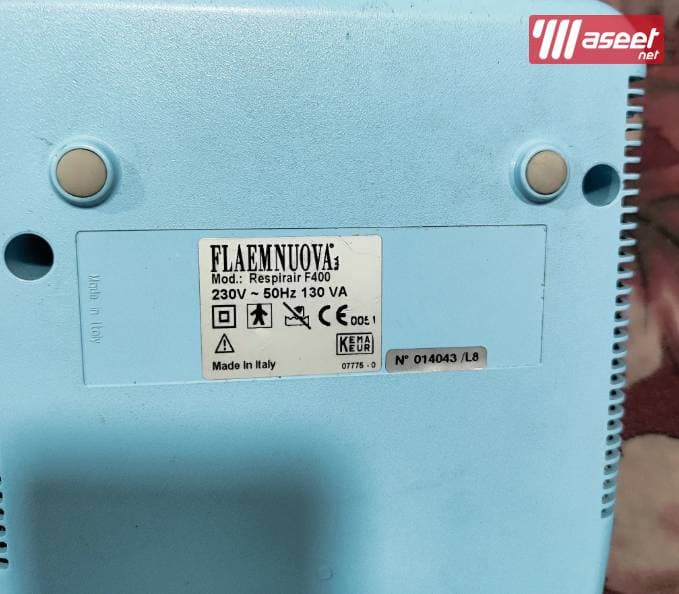 aseet
net
FLAEMNUOVA
Mod.: Respirair F400
230V ~ 50Hz 130 VA
CE 0051
KEMA
KEUR
Made in Italy
07775 - 0
N° 014043 /L8
Made in Italy